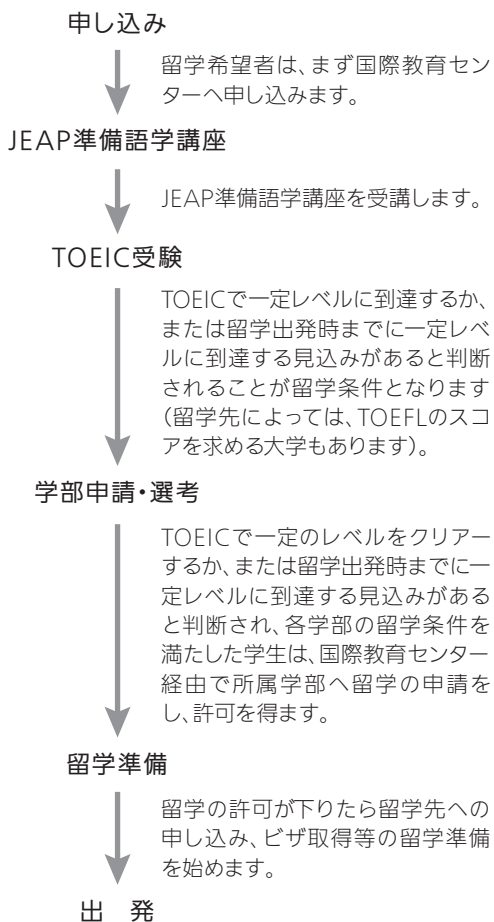 申し込み
留学希望者は、まず国際教育セン
ターへ申し込みます。
JEAP準備語学講座
JEAP準備語学講座を受講します。
TOEIC受験
TOEICで一定レベルに到達するか、
または留学出発時までに一定レベ
ルに到達する見込みがあると判断
されることが留学条件となります
（留学先によっては、TOEFLのスコ
アを求める大学もあります）。
学部申請・選考
TOEICで一定のレベルをクリアー
するか、または留学出発時までに一
定レベルに到達する見込みがある
と判断され、各学部の留学条件を
満たした学生は、国際教育センター
経由で所属学部へ留学の申請を
し、許可を得ます。
留学準備
留学の許可が下りたら留学先への
申し込み、ビザ取得等の留学準備
を始めます。
出　発